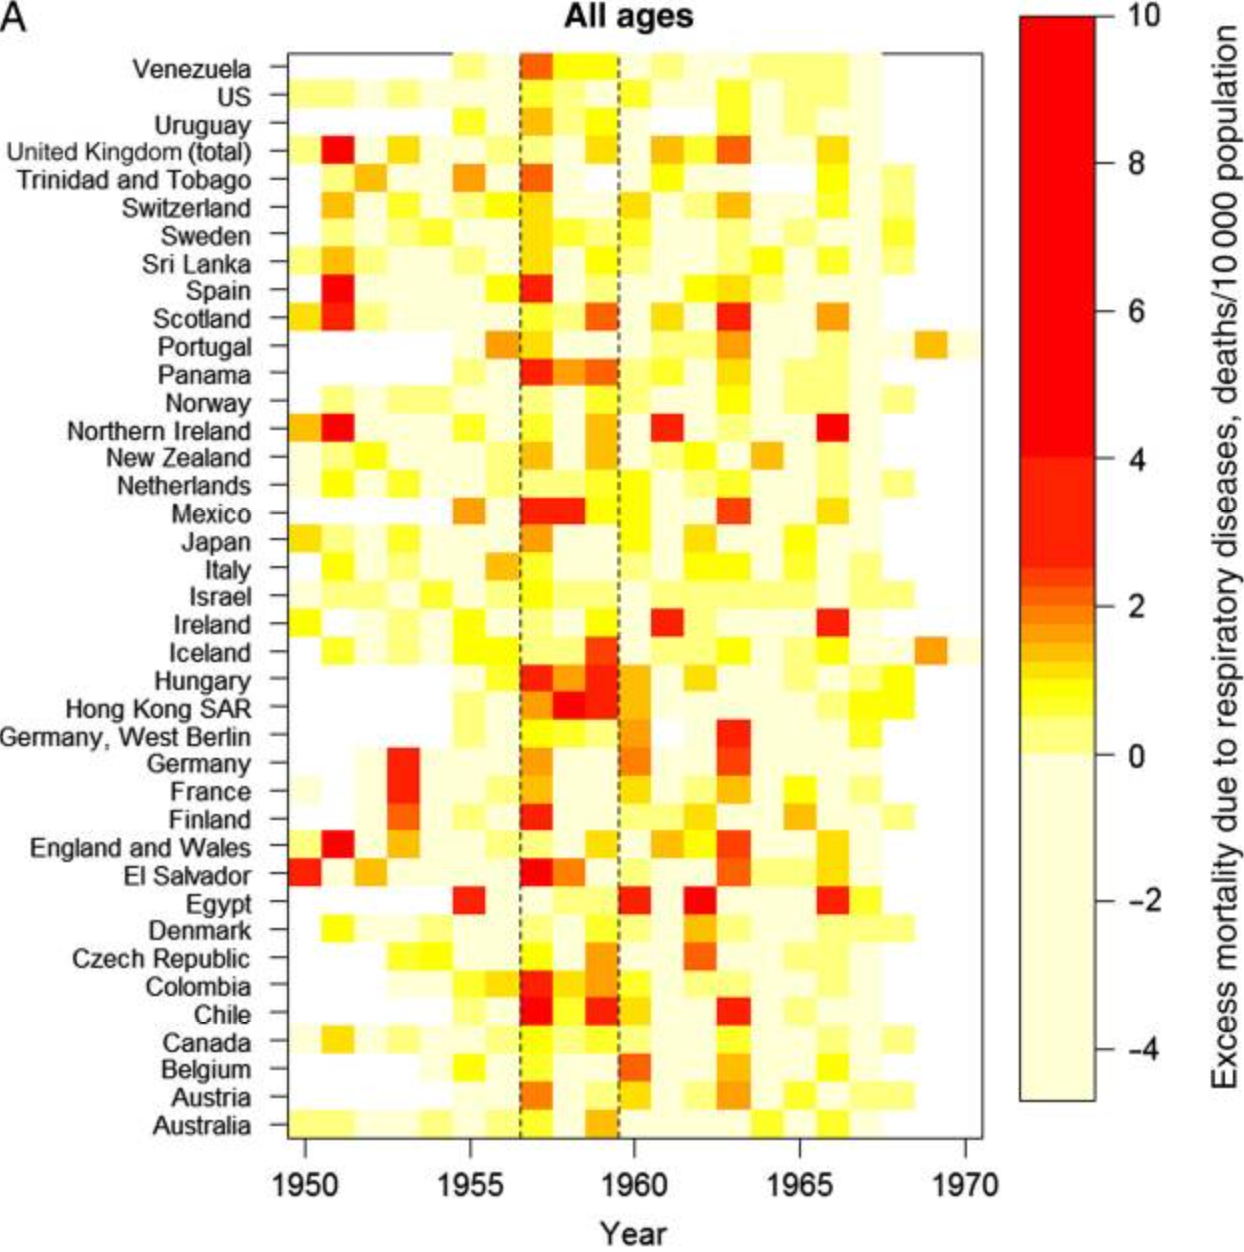 A
All ages
Venezuela
US
Uruguay
United Kingdom (total)
Trinidad and Tobago
Switzerland
Sweden
Sri Lanka
Spain
Scotland
Portugal
Panama
Norway
Northern Ireland
New Zealand
Netherlands
Mexico
Japan
Italy
Israel
Ireland
Iceland
Hungary
Hong Kong SAR
Germany, West Berlin
Germany
France
Finland
England and Wales
El Salvador
Egypt
Denmark
Czech Republic
Colombia
Chile
Canada
Belgium
Austria
Australia
1950 1955 1960 1965 1970
Year
10
8
6
4
2
0
−2
−4
Excess mortality due to respiratory diseases, deaths/10 000 population